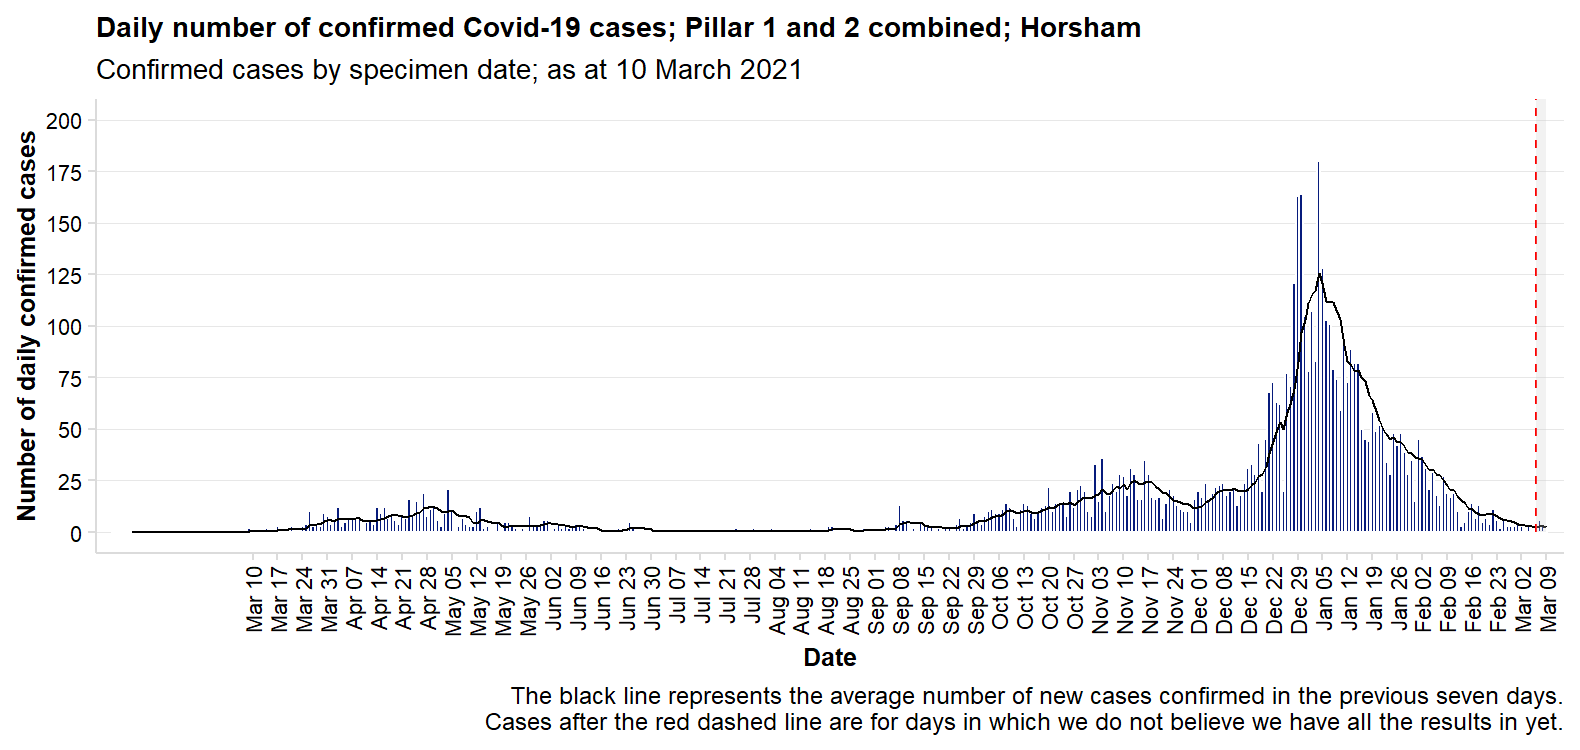 Daily number of confirmed Covid-19 cases; Pillar 1 and 2 combined; Horsham
Confirmed cases by specimen date; as at 10 March 2021
Number of daily confirmed cases
200
175
150
125
100
75
50
25
0
Mar 10
Mar 17
Mar 24
Mar 31
Apr 07
Apr 14
Apr 21
Apr 28
May 05
May 12
May 19
May 26
Jun 02
Jun 09
Jun 16
Jun 23
Jun 30
Jul 07
Jul 14
Jul 21
Jul 28
Aug 04
Aug 11
Aug 18
Aug 25
Sep 01
Sep 08
Sep 15
Sep 22
Sep 29
Oct 06
Oct 13
Oct 20
Oct 27
Nov 03
Nov 10
Nov 17
Nov 24
Dec 01
Dec 08
Dec 15
Dec 22
Dec 29
Jan 05
Jan 12
Jan 19
Jan 26
Feb 02
Feb 09
Feb 16
Feb 23
Mar 02
Mar 09
Date
The black line represents the average number of new cases confirmed in the previous seven days.
Cases after the red dashed line are for days in which we do not believe we have all the results in yet.